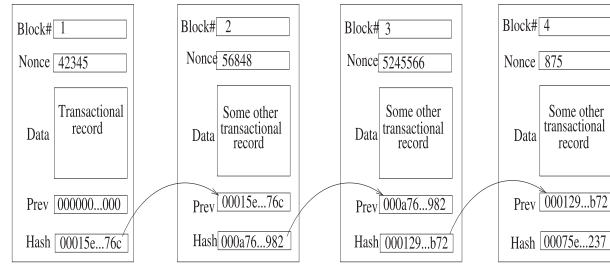 Block# 1
Nonce 42345
Data
Transactional
record
Prev 000000...000
Hash 00015e...76c
Block# 2
Nonce 56848
Data
Some other
transactional
record
Prev 00015e...76c
Hash 000a76...982
Block# 3
Nonce 5245566
Data
Some other
transactional
record
Prev 000a76...982
Hash 000129...b72
Block# 4
Nonce 875
Data
Some other
transactional
record
Prev 000129...b72
Hash 00075e...237